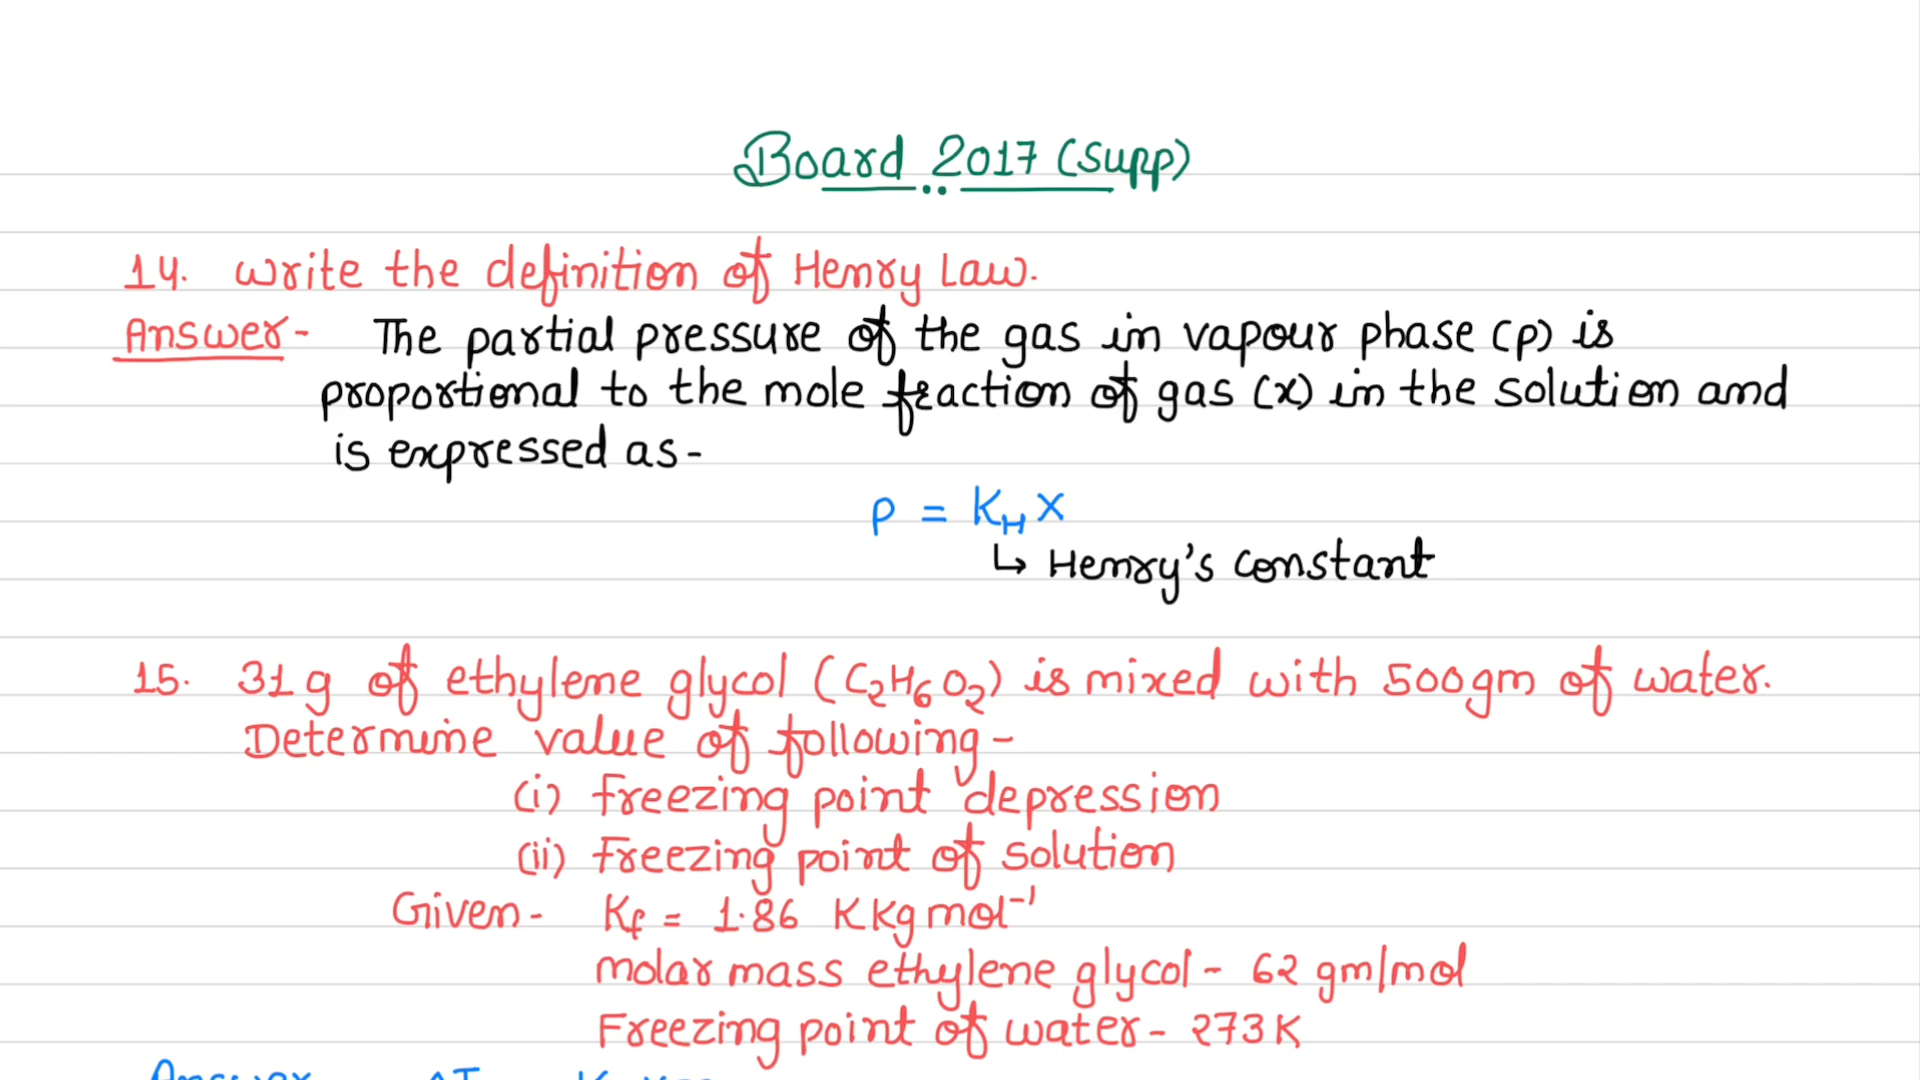 Board 2017 (Supp)
14. Write the definition of Henry Law.
Answer- The partial pressure of the gas in vapour phase (p) is
proportional to the mole fraction of gas (x) in the solution and
is expressed as-
P = K_H X
↳ Henry's constant
15. 31 g of ethylene glycol (C₂H₆O₂) is mixed with 500gm of water.
Determine value of following-
(i) freezing point depression
(ii) freezing point of solution
Given- Kf = 1.86 K Kg mol⁻¹
molar mass ethylene glycol - 62 gm/mol
Freezing point of water - 273K
Answer